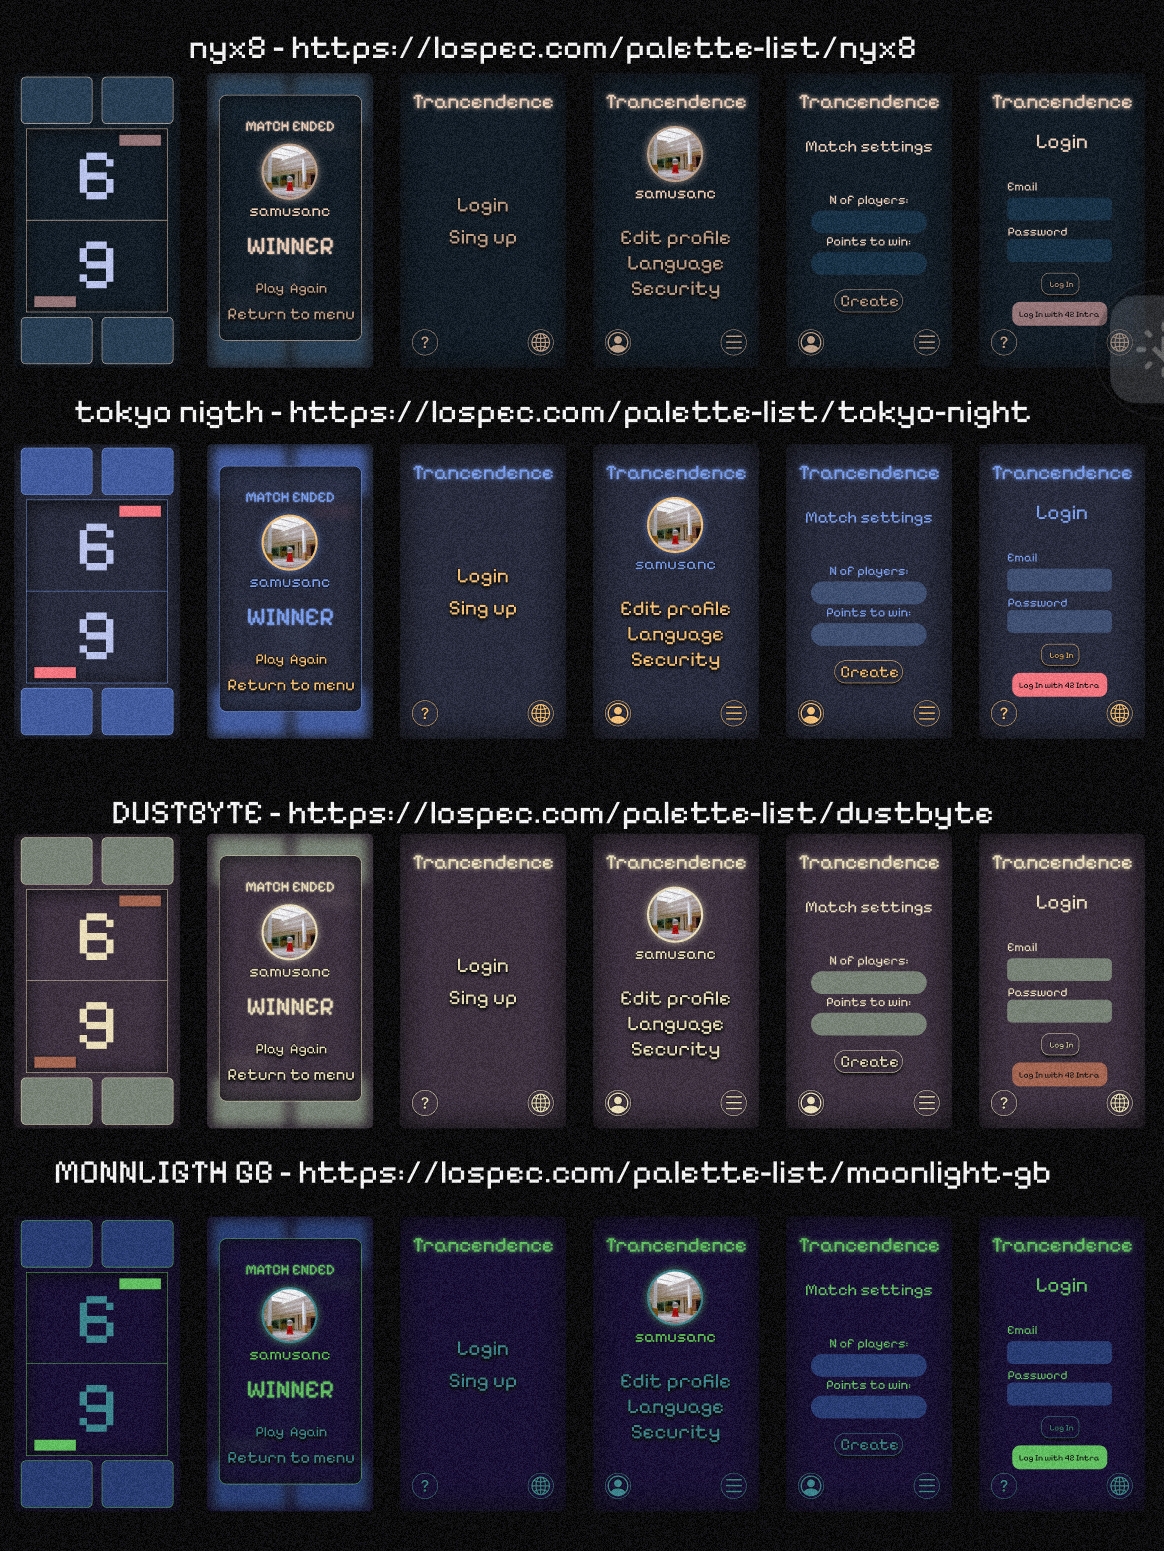 nyx8 - https://lospec.com/palette-list/nyx8
6
9
MATCH ENDED
samusanc
WINNER
Play Again
Return to menu
Trancendence
Login
Sing up
?
Trancendence
samusanc
Edit profile
Language
Security
Trancendence
Match settings
N of players:
Points to win:
Create
Trancendence
Login
Email
Password
Log In
Log In with 42 Intra
?
tokyo nigth - https://lospec.com/palette-list/tokyo-night
6
9
MATCH ENDED
samusanc
WINNER
Play Again
Return to menu
Trancendence
Login
Sing up
?
Trancendence
samusanc
Edit profile
Language
Security
Trancendence
Match settings
N of players:
Points to win:
Create
Trancendence
Login
Email
Password
Log In
Log In with 42 Intra
?
DUSTBYTE - https://lospec.com/palette-list/dustbyte
6
9
MATCH ENDED
samusanc
WINNER
Play Again
Return to menu
Trancendence
Login
Sing up
?
Trancendence
samusanc
Edit profile
Language
Security
Trancendence
Match settings
N of players:
Points to win:
Create
Trancendence
Login
Email
Password
Log In
Log In with 42 Intra
?
MONNLIGTH GB - https://lospec.com/palette-list/moonlight-gb
6
9
MATCH ENDED
samusanc
WINNER
Play Again
Return to menu
Trancendence
Login
Sing up
?
Trancendence
samusanc
Edit profile
Language
Security
Trancendence
Match settings
N of players:
Points to win:
Create
Trancendence
Login
Email
Password
Log In
Log In with 42 Intra
?